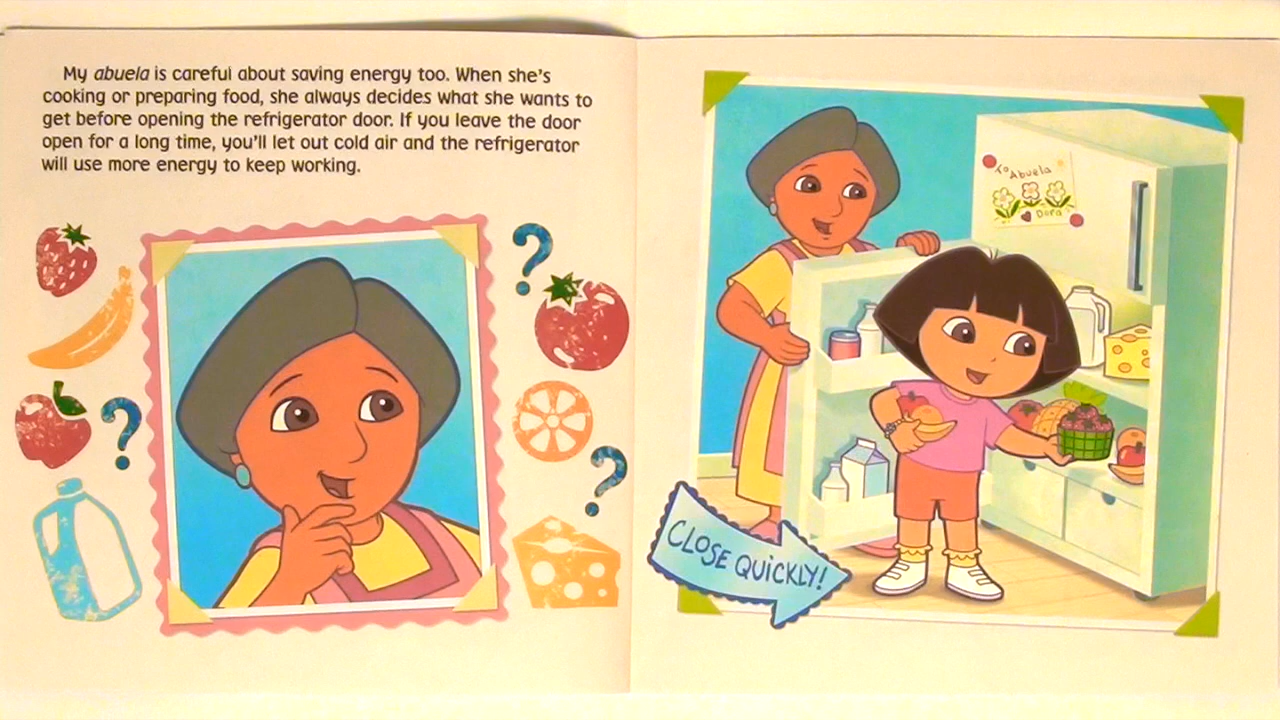 My abuela is careful about saving energy too. When she's
cooking or preparing food, she always decides what she wants to
get before opening the refrigerator door. If you leave the door
open for a long time, you'll let out cold air and the refrigerator
will use more energy to keep working.
?
?
?
To Abuela
Dora
CLOSE QUICKLY!